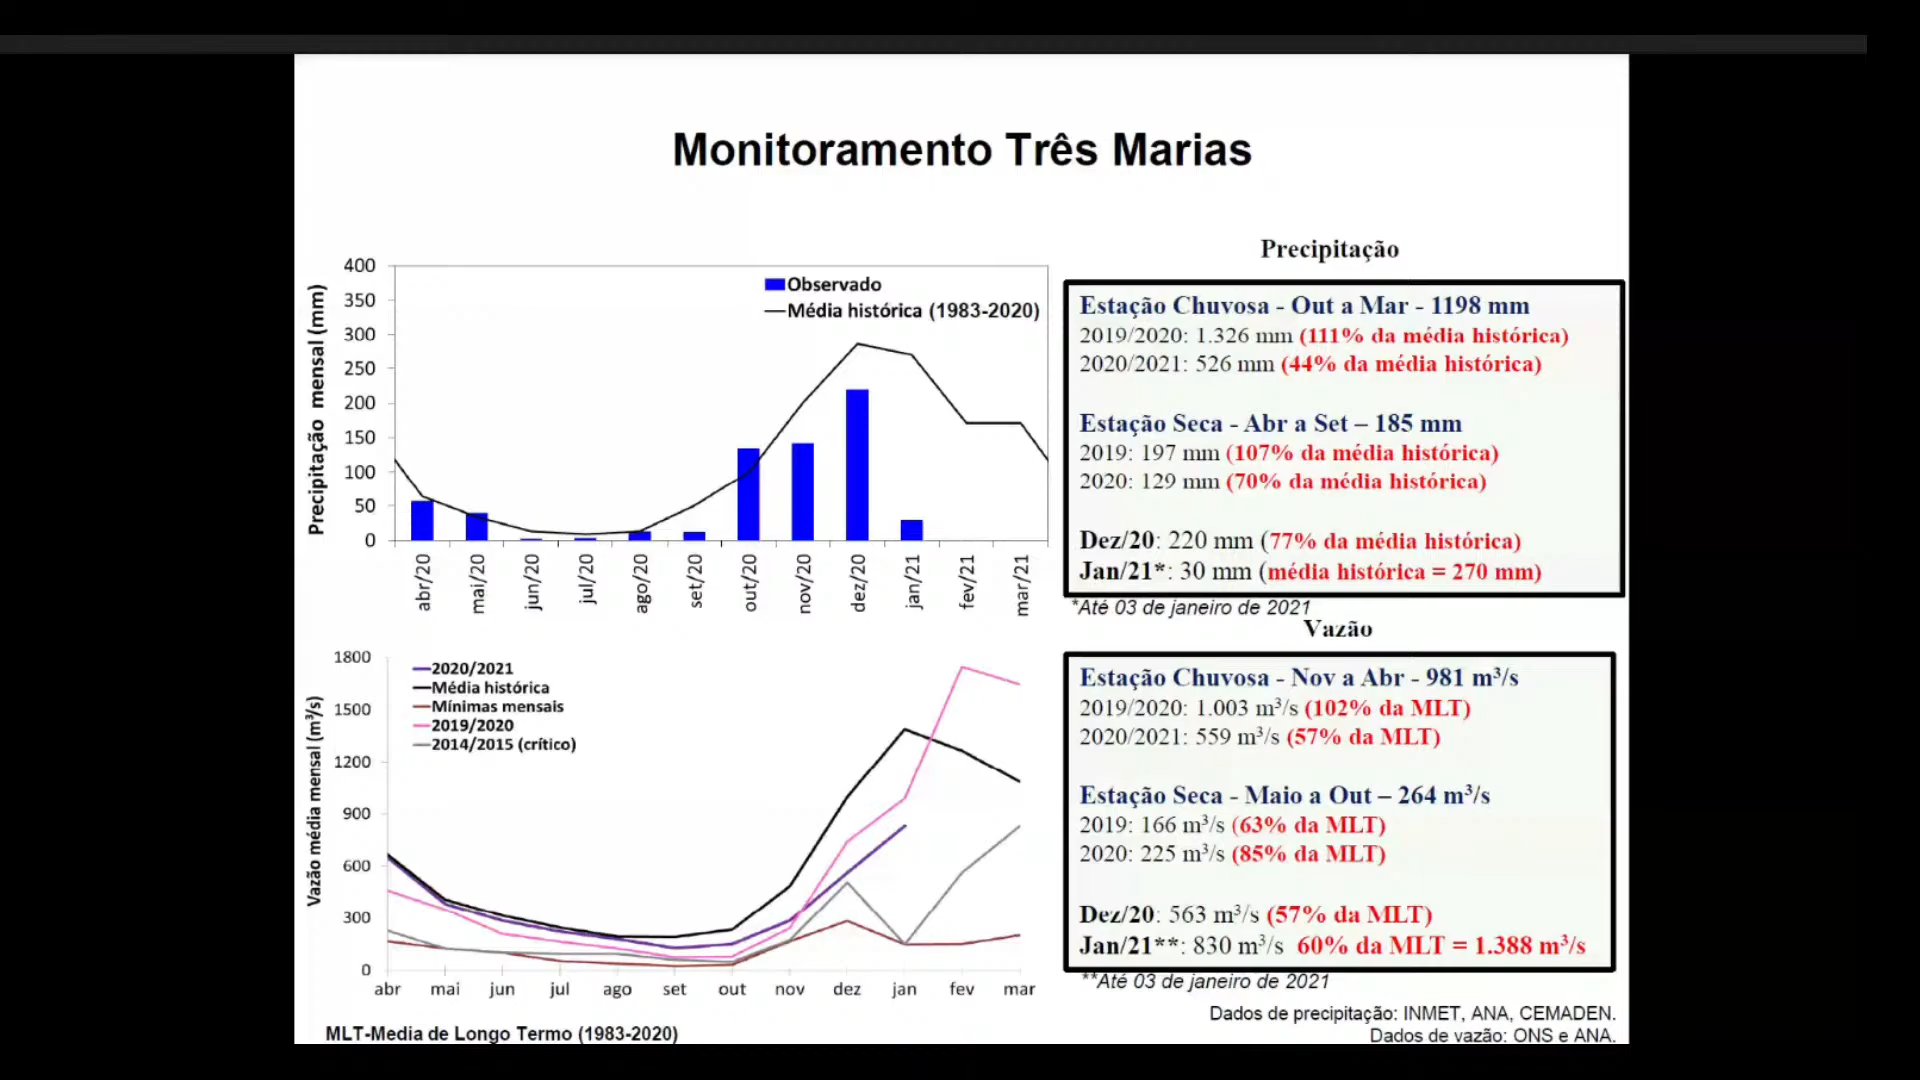 Monitoramento Três Marias
Precipitação mensal (mm)
400
350
300
250
200
150
100
50
0
Observado
Média histórica (1983-2020)
abr/20
mai/20
jun/20
jul/20
ago/20
set/20
out/20
nov/20
dez/20
jan/21
fev/21
mar/21
Precipitação
Estação Chuvosa - Out a Mar - 1198 mm
2019/2020: 1.326 mm (111% da média histórica)
2020/2021: 526 mm (44% da média histórica)
Estação Seca - Abr a Set – 185 mm
2019: 197 mm (107% da média histórica)
2020: 129 mm (70% da média histórica)
Dez/20: 220 mm (77% da média histórica)
Jan/21*: 30 mm (média histórica = 270 mm)
*Até 03 de janeiro de 2021
Vazão média mensal (m³/s)
1800
1500
1200
900
600
300
0
2020/2021
Média histórica
Mínimas mensais
2019/2020
2014/2015 (crítico)
abr
mai
jun
jul
ago
set
out
nov
dez
jan
fev
mar
MLT-Media de Longo Termo (1983-2020)
Vazão
Estação Chuvosa - Nov a Abr - 981 m³/s
2019/2020: 1.003 m³/s (102% da MLT)
2020/2021: 559 m³/s (57% da MLT)
Estação Seca - Maio a Out – 264 m³/s
2019: 166 m³/s (63% da MLT)
2020: 225 m³/s (85% da MLT)
Dez/20: 563 m³/s (57% da MLT)
Jan/21**: 830 m³/s 60% da MLT = 1.388 m³/s
**Até 03 de janeiro de 2021
Dados de precipitação: INMET, ANA, CEMADEN.
Dados de vazão: ONS e ANA.